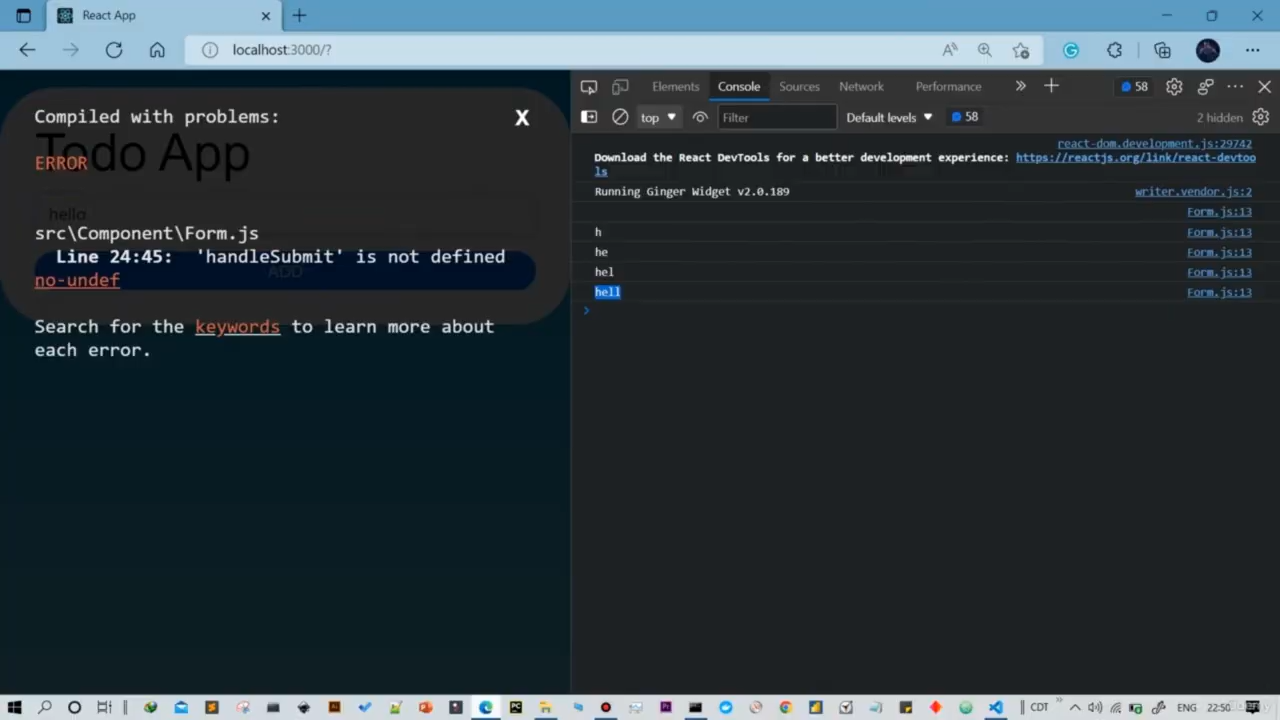 React App
localhost:3000/?
Compiled with problems:
X
Todo App
ERROR
hello
src\Component\Form.js
Line 24:45: 'handleSubmit' is not defined
ADD
no-undef
Search for the keywords to learn more about
each error.
Elements
Console
Sources
Network
Performance
58
top
Filter
Default levels
58
2 hidden
react-dom.development.js:29742
Download the React DevTools for a better development experience: https://reactjs.org/link/react-devtoo
ls
Running Ginger Widget v2.0.189 writer.vendor.js:2
Form.js:13
h Form.js:13
he Form.js:13
hel Form.js:13
hell Form.js:13
CDT
ENG
22:50